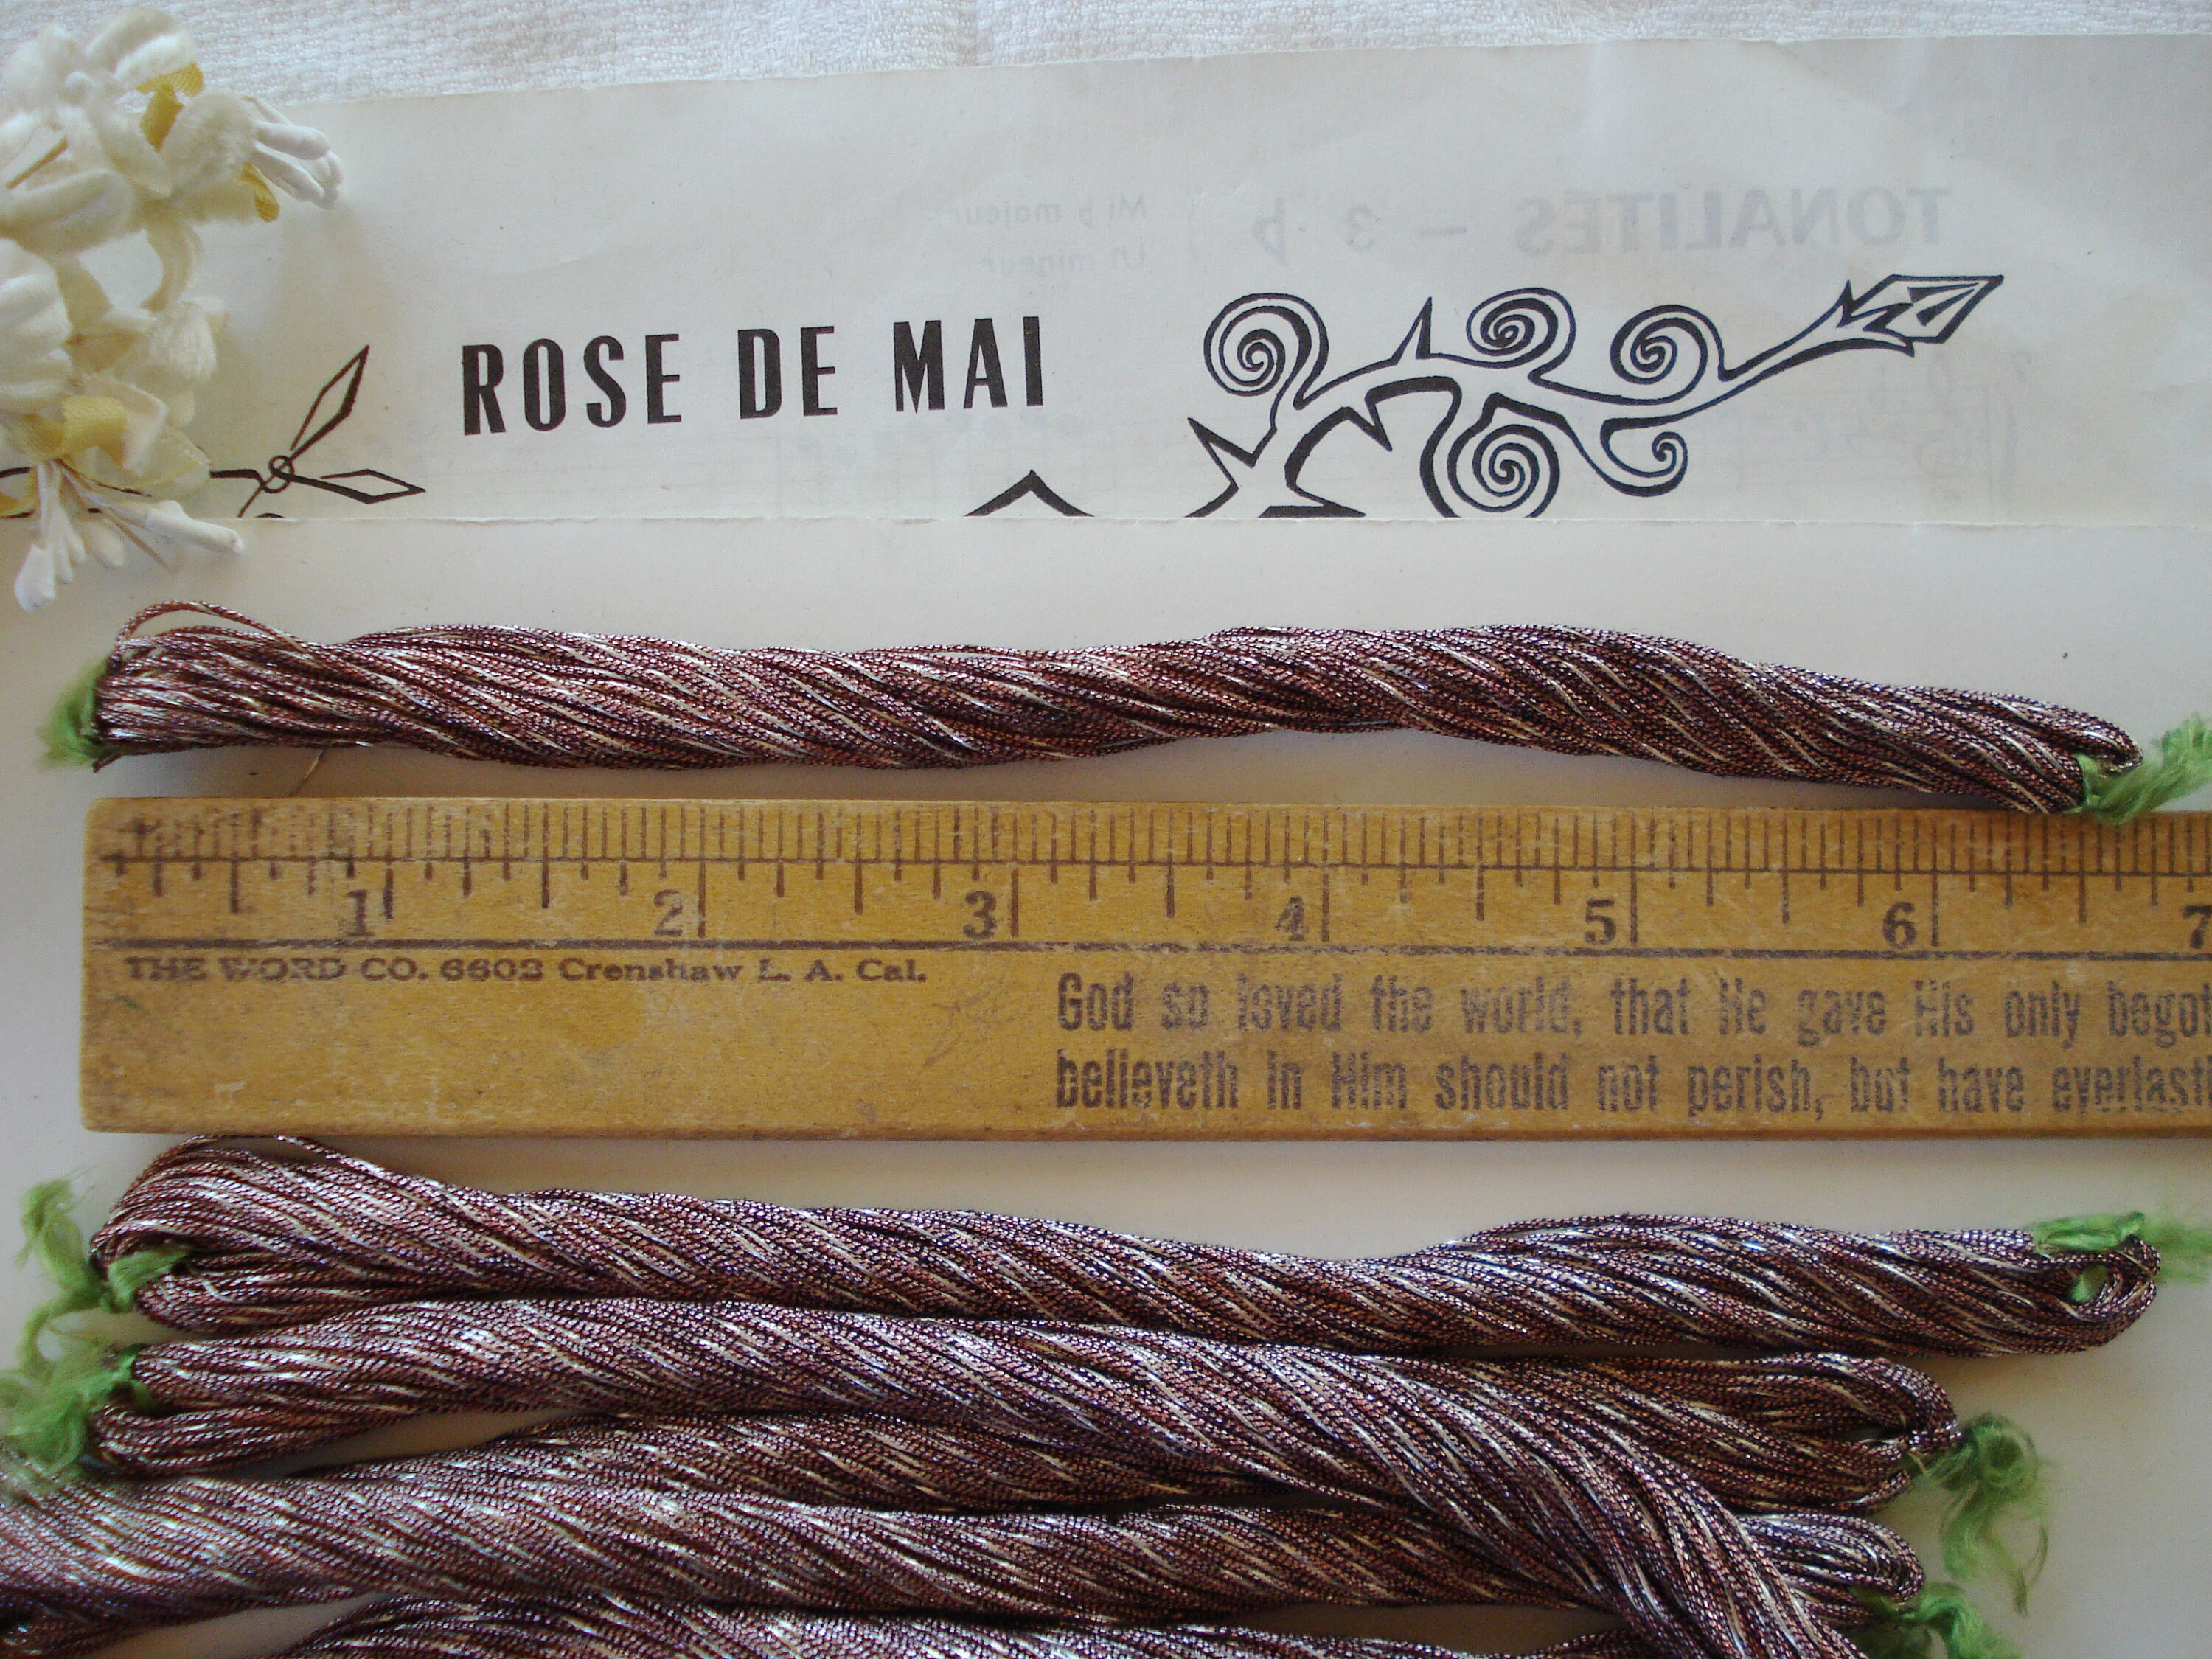 TONALITÉS — 3 ♭ { Mi ♭ majeur
Ut mineur
ROSE DE MAI
1 2 3 4 5 6 7
THE WORD CO. 6602 Crenshaw L. A. Cal.
God so loved the world, that He gave His only begot
believeth in Him should not perish, but have everlasti